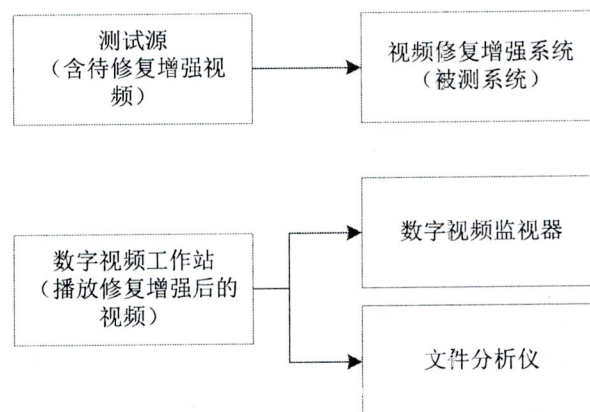 测试源
（含待修复增强视
频）
视频修复增强系统
（被测系统）
数字视频工作站
（播放修复增强后的
视频）
数字视频监视器
文件分析仪